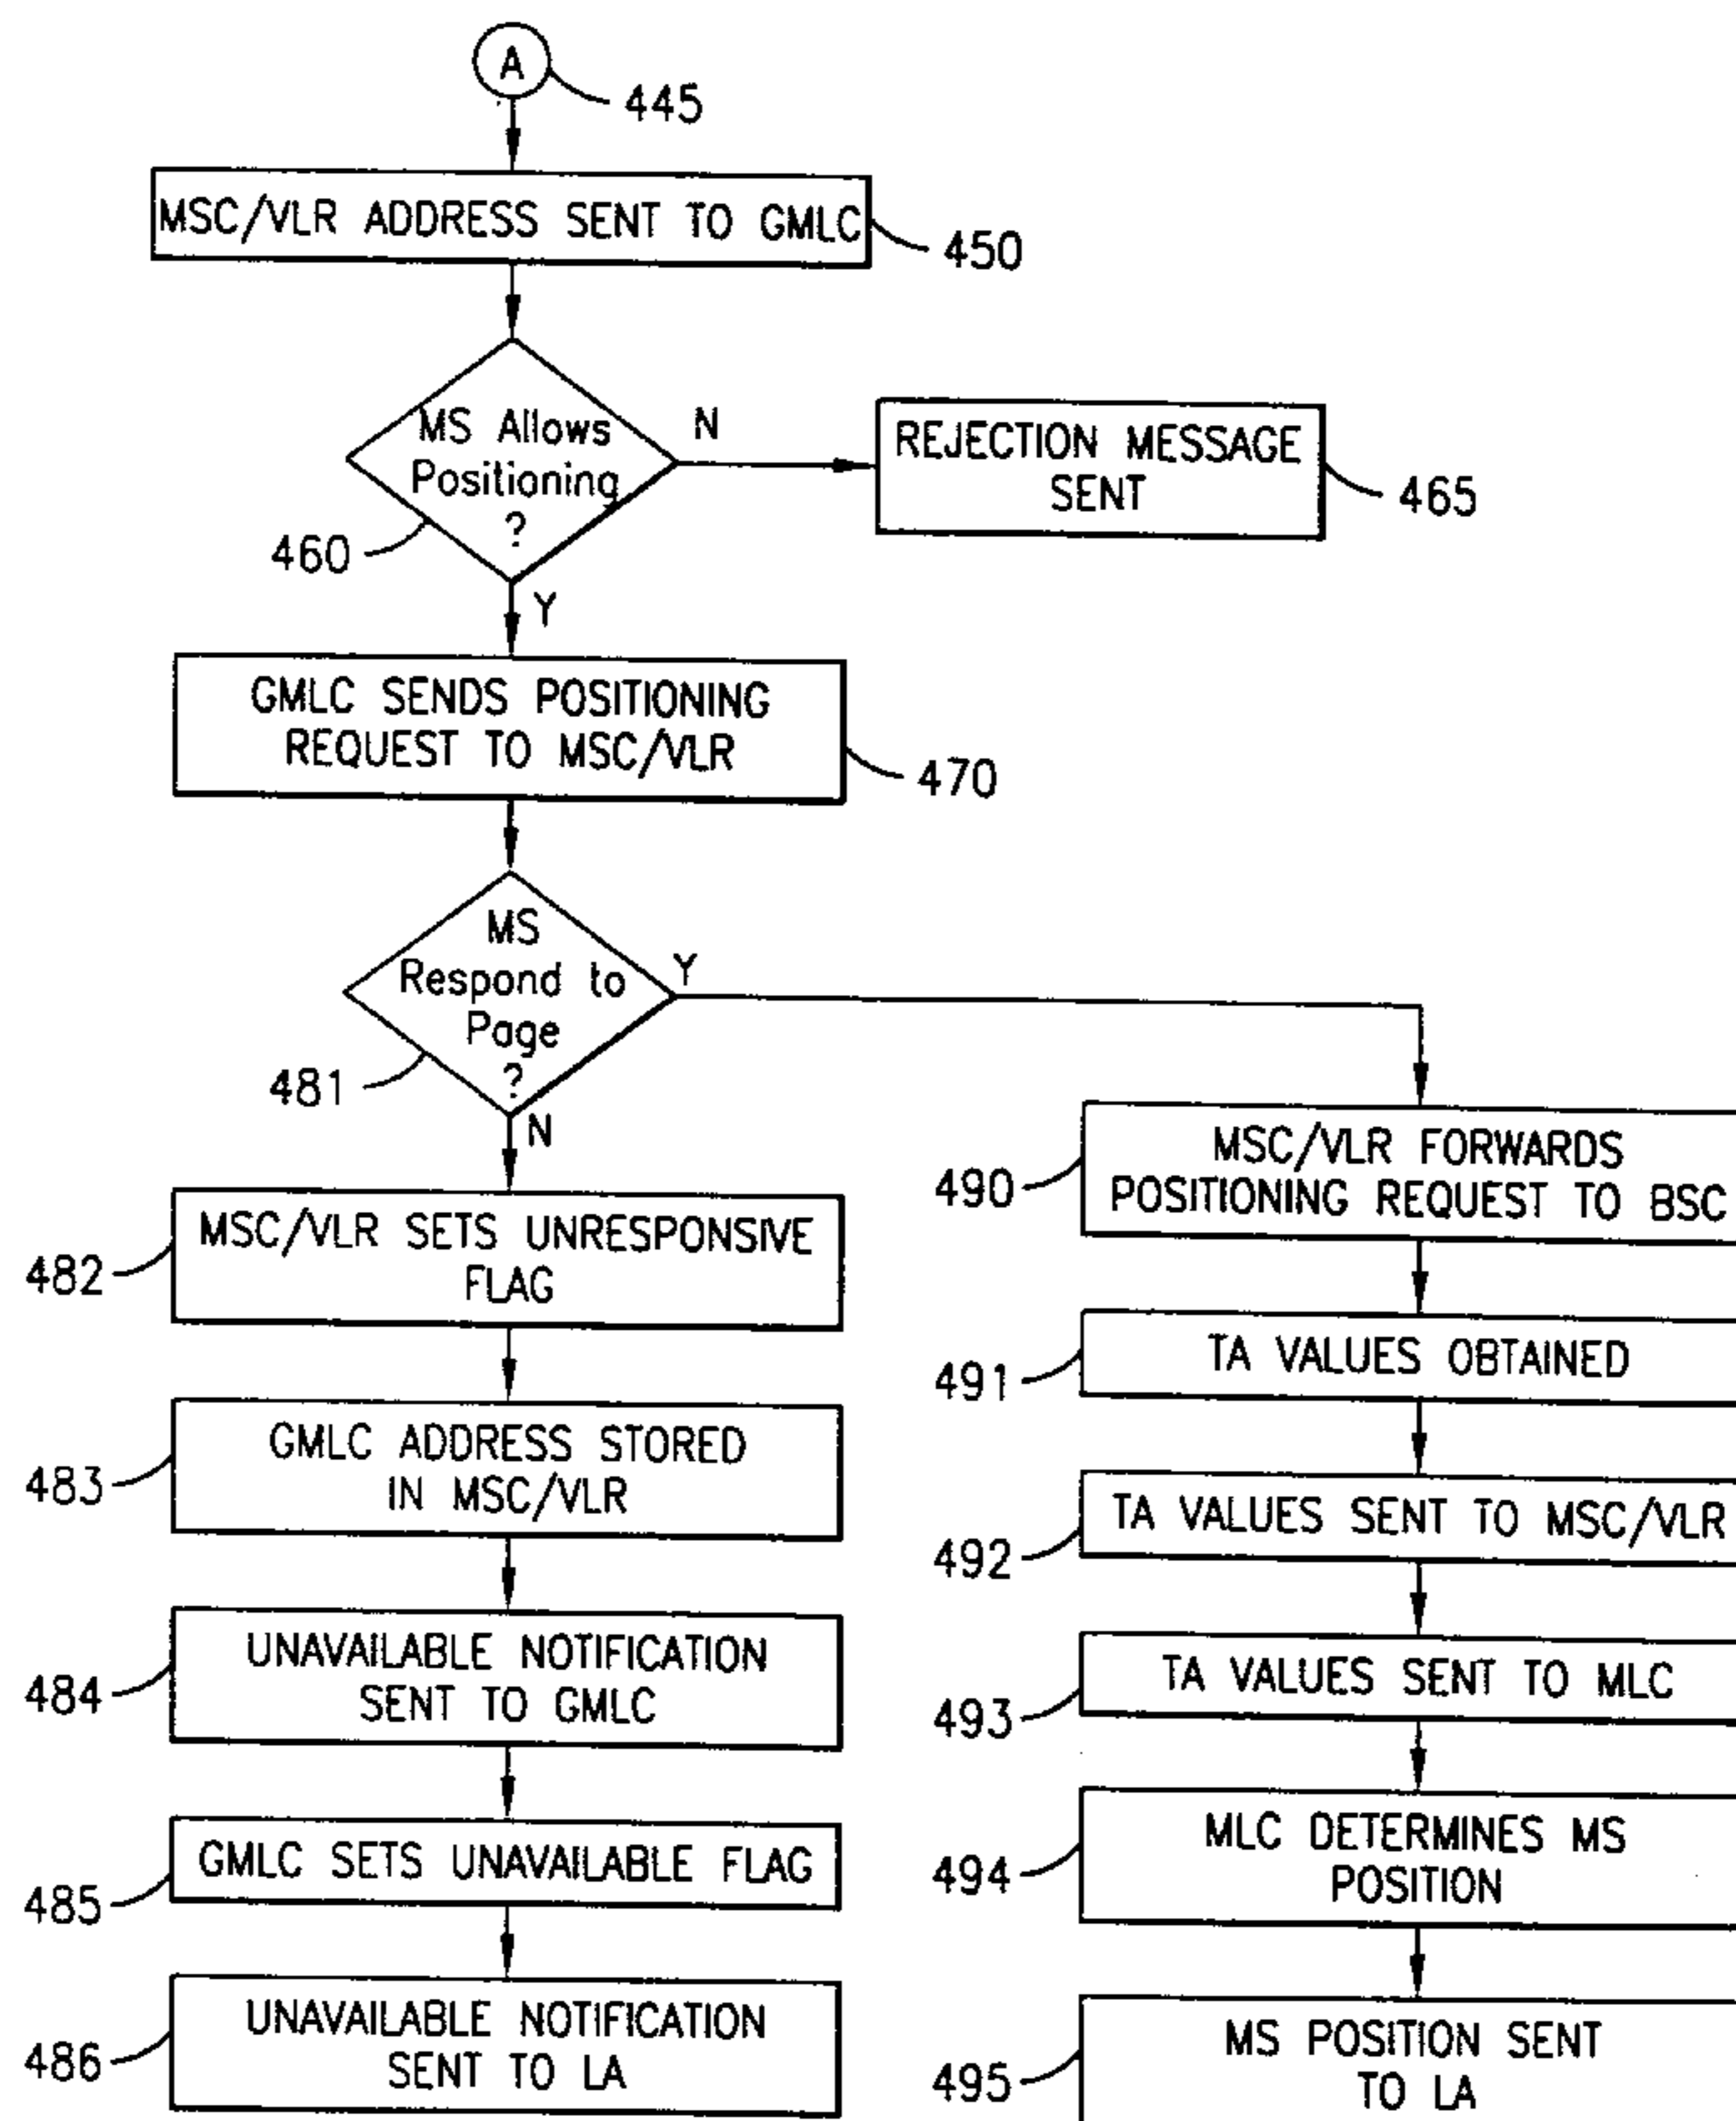 A
445
MSC/VLR ADDRESS SENT TO GMLC
450
MS Allows
Positioning
?
460
N
REJECTION MESSAGE
SENT
465
Y
GMLC SENDS POSITIONING
REQUEST TO MSC/VLR
470
MS
Respond to
Page
?
481
Y
N
MSC/VLR SETS UNRESPONSIVE
FLAG
482
GMLC ADDRESS STORED
IN MSC/VLR
483
UNAVAILABLE NOTIFICATION
SENT TO GMLC
484
GMLC SETS UNAVAILABLE FLAG
485
UNAVAILABLE NOTIFICATION
SENT TO LA
486
MSC/VLR FORWARDS
POSITIONING REQUEST TO BSC
490
TA VALUES OBTAINED
491
TA VALUES SENT TO MSC/VLR
492
TA VALUES SENT TO MLC
493
MLC DETERMINES MS
POSITION
494
MS POSITION SENT
TO LA
495